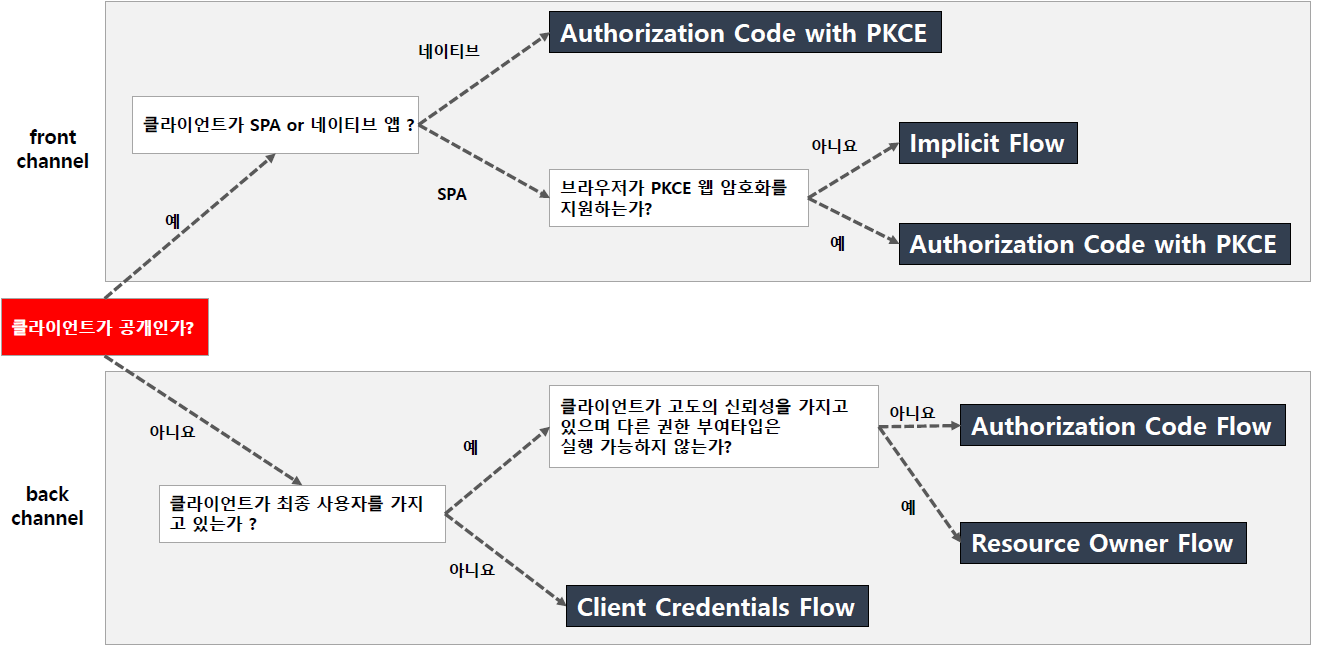 네이티브
Authorization Code with PKCE
클라이언트가 SPA or 네이티브 앱 ?
front
channel
아니요
Implicit Flow
SPA
브라우저가 PKCE 웹 암호화를
지원하는가?
예
예
Authorization Code with PKCE
클라이언트가 공개인가?
아니요
예
클라이언트가 고도의 신뢰성을 가지고
있으며 다른 권한 부여타입은
실행 가능하지 않는가?
아니요
Authorization Code Flow
back
channel
클라이언트가 최종 사용자를 가지
고 있는가 ?
예
Resource Owner Flow
아니요
Client Credentials Flow